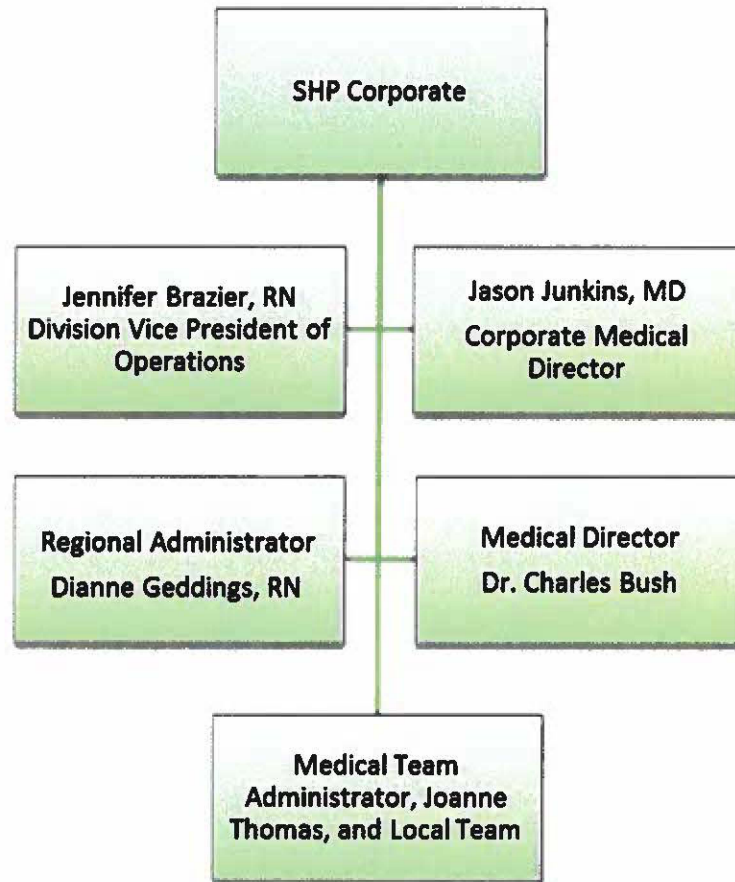 SHP Corporate
Jennifer Brazier, RN
Division Vice President of
Operations
Jason Junkins, MD
Corporate Medical
Director
Regional Administrator
Dianne Geddings, RN
Medical Director
Dr. Charles Bush
Medical Team
Administrator, Joanne
Thomas, and Local Team